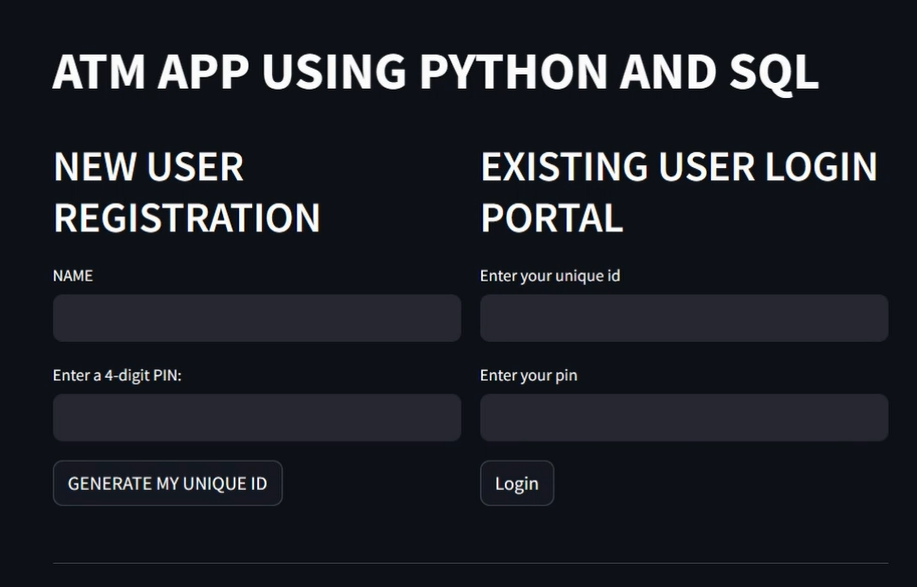 ATM APP USING PYTHON AND SQL
NEW USER
REGISTRATION
NAME
Enter a 4-digit PIN:
GENERATE MY UNIQUE ID
EXISTING USER LOGIN
PORTAL
Enter your unique id
Enter your pin
Login